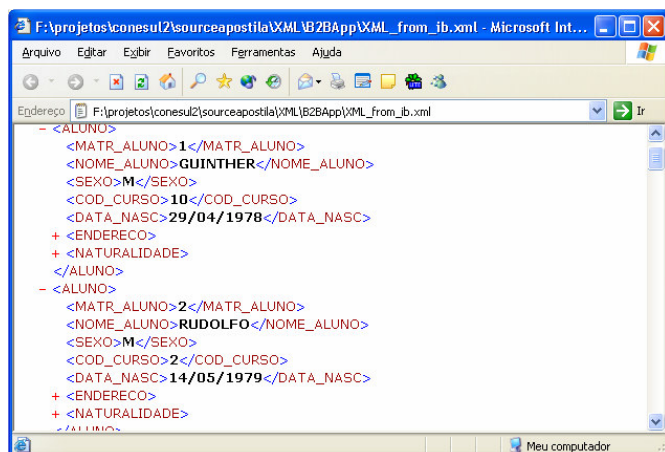 F:\projetos\conesul2\sourceapostila\XML\B2BApp\XML_from_ib.xml - Microsoft Int...
Arquivo Editar Exibir Favoritos Ferramentas Ajuda
Endereço F:\projetos\conesul2\sourceapostila\XML\B2BApp\XML_from_ib.xml Ir
- <ALUNO>
<MATR_ALUNO>1</MATR_ALUNO>
<NOME_ALUNO>GUINTHER</NOME_ALUNO>
<SEXO>M</SEXO>
<COD_CURSO>10</COD_CURSO>
<DATA_NASC>29/04/1978</DATA_NASC>
+ <ENDERECO>
+ <NATURALIDADE>
</ALUNO>
- <ALUNO>
<MATR_ALUNO>2</MATR_ALUNO>
<NOME_ALUNO>RUDOLFO</NOME_ALUNO>
<SEXO>M</SEXO>
<COD_CURSO>2</COD_CURSO>
<DATA_NASC>14/05/1979</DATA_NASC>
+ <ENDERECO>
+ <NATURALIDADE>
</ALUNO>
Meu computador